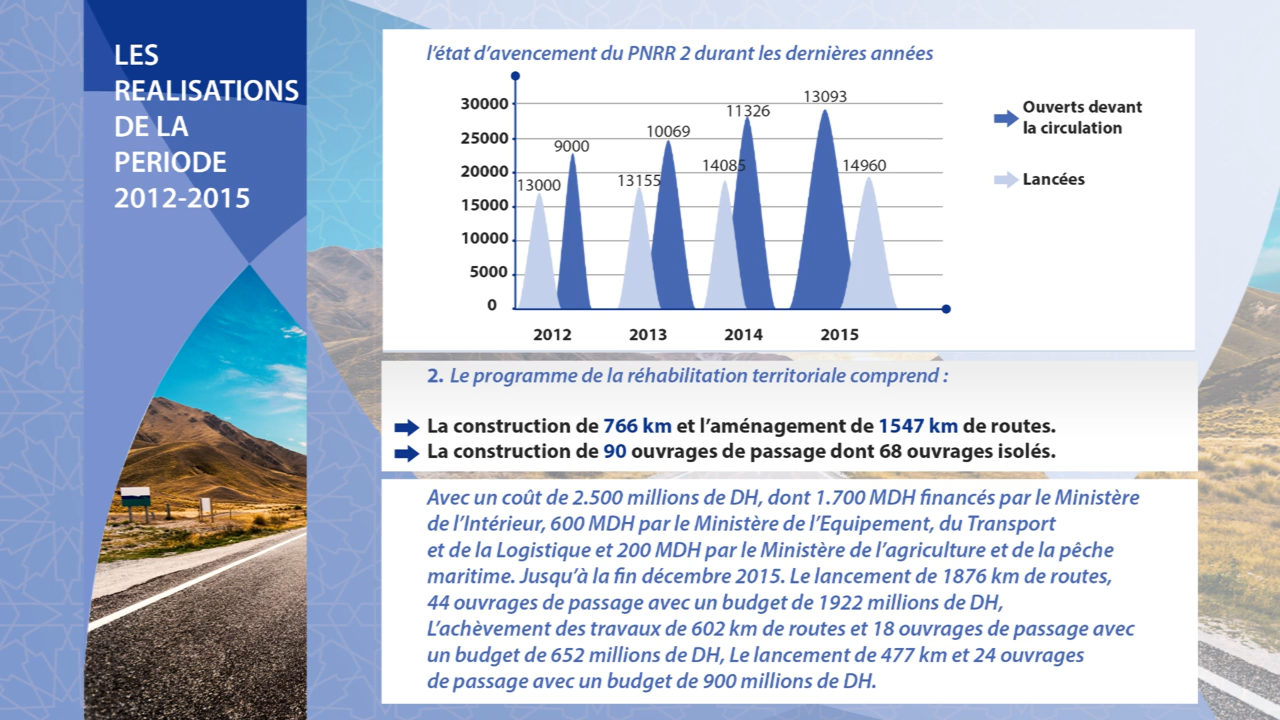 LES
REALISATIONS
DE LA
PERIODE
2012-2015
l'état d'avencement du PNRR 2 durant les dernières années
30000
25000
20000
15000
10000
5000
0
13000
9000
13155
10069
14085
11326
13093
14960
2012
2013
2014
2015
Ouverts devant
la circulation
Lancées
2. Le programme de la réhabilitation territoriale comprend :
La construction de 766 km et l'aménagement de 1547 km de routes.
La construction de 90 ouvrages de passage dont 68 ouvrages isolés.
Avec un coût de 2.500 millions de DH, dont 1.700 MDH financés par le Ministère
de l'Intérieur, 600 MDH par le Ministère de l'Equipement, du Transport
et de la Logistique et 200 MDH par le Ministère de l'agriculture et de la pêche
maritime. Jusqu'à la fin décembre 2015. Le lancement de 1876 km de routes,
44 ouvrages de passage avec un budget de 1922 millions de DH,
L'achèvement des travaux de 602 km de routes et 18 ouvrages de passage avec
un budget de 652 millions de DH, Le lancement de 477 km et 24 ouvrages
de passage avec un budget de 900 millions de DH.